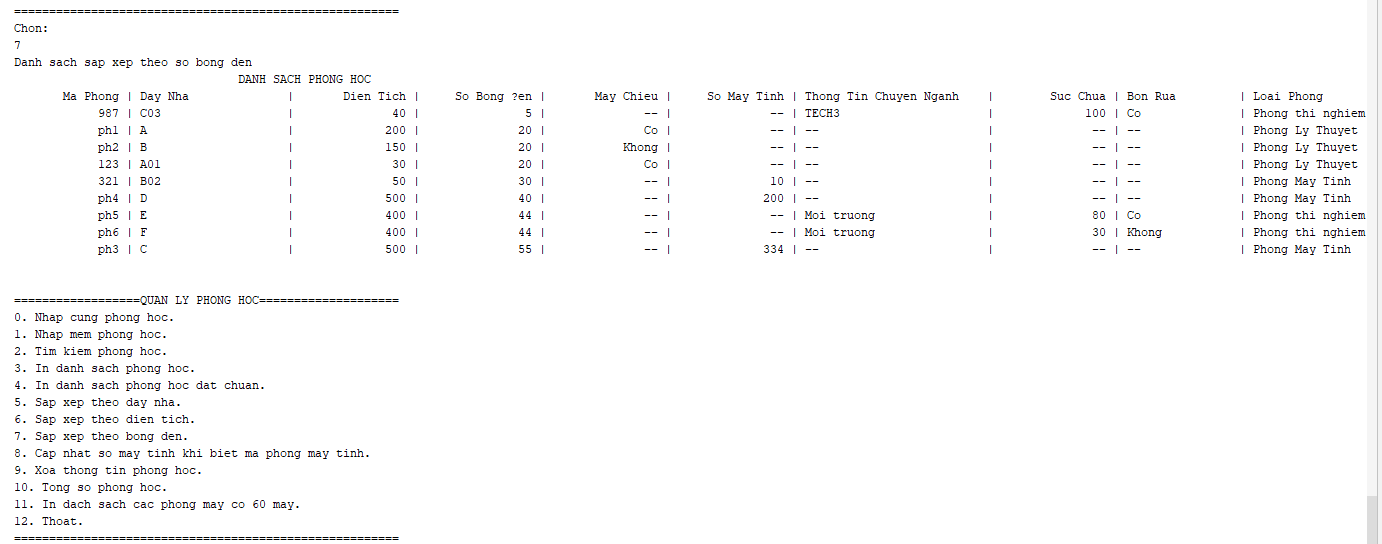 =======================================================
Chon:
7
Danh sach sap xep theo so bong den
DANH SACH PHONG HOC
Ma Phong | Day Nha | Dien Tich | So Bong ?en | May Chieu | So May Tinh | Thong Tin Chuyen Nganh | Suc Chua | Bon Rua | Loai Phong
987 | C03 | 40 | 5 | -- | -- | TECH3 | 100 | Co | Phong thi nghiem
ph1 | A | 200 | 20 | Co | -- | -- | -- | -- | Phong Ly Thuyet
ph2 | B | 150 | 20 | Khong | -- | -- | -- | -- | Phong Ly Thuyet
123 | A01 | 30 | 20 | Co | -- | -- | -- | -- | Phong Ly Thuyet
321 | B02 | 50 | 30 | -- | 10 | -- | -- | -- | Phong May Tinh
ph4 | D | 500 | 40 | -- | 200 | -- | -- | -- | Phong May Tinh
ph5 | E | 400 | 44 | -- | -- | Moi truong | 80 | Co | Phong thi nghiem
ph6 | F | 400 | 44 | -- | -- | Moi truong | 30 | Khong | Phong thi nghiem
ph3 | C | 500 | 55 | -- | 334 | -- | -- | -- | Phong May Tinh
==================QUAN LY PHONG HOC====================
0. Nhap cung phong hoc.
1. Nhap mem phong hoc.
2. Tim kiem phong hoc.
3. In danh sach phong hoc.
4. In danh sach phong hoc dat chuan.
5. Sap xep theo day nha.
6. Sap xep theo dien tich.
7. Sap xep theo bong den.
8. Cap nhat so may tinh khi biet ma phong may tinh.
9. Xoa thong tin phong hoc.
10. Tong so phong hoc.
11. In dach sach cac phong may co 60 may.
12. Thoat.
=======================================================